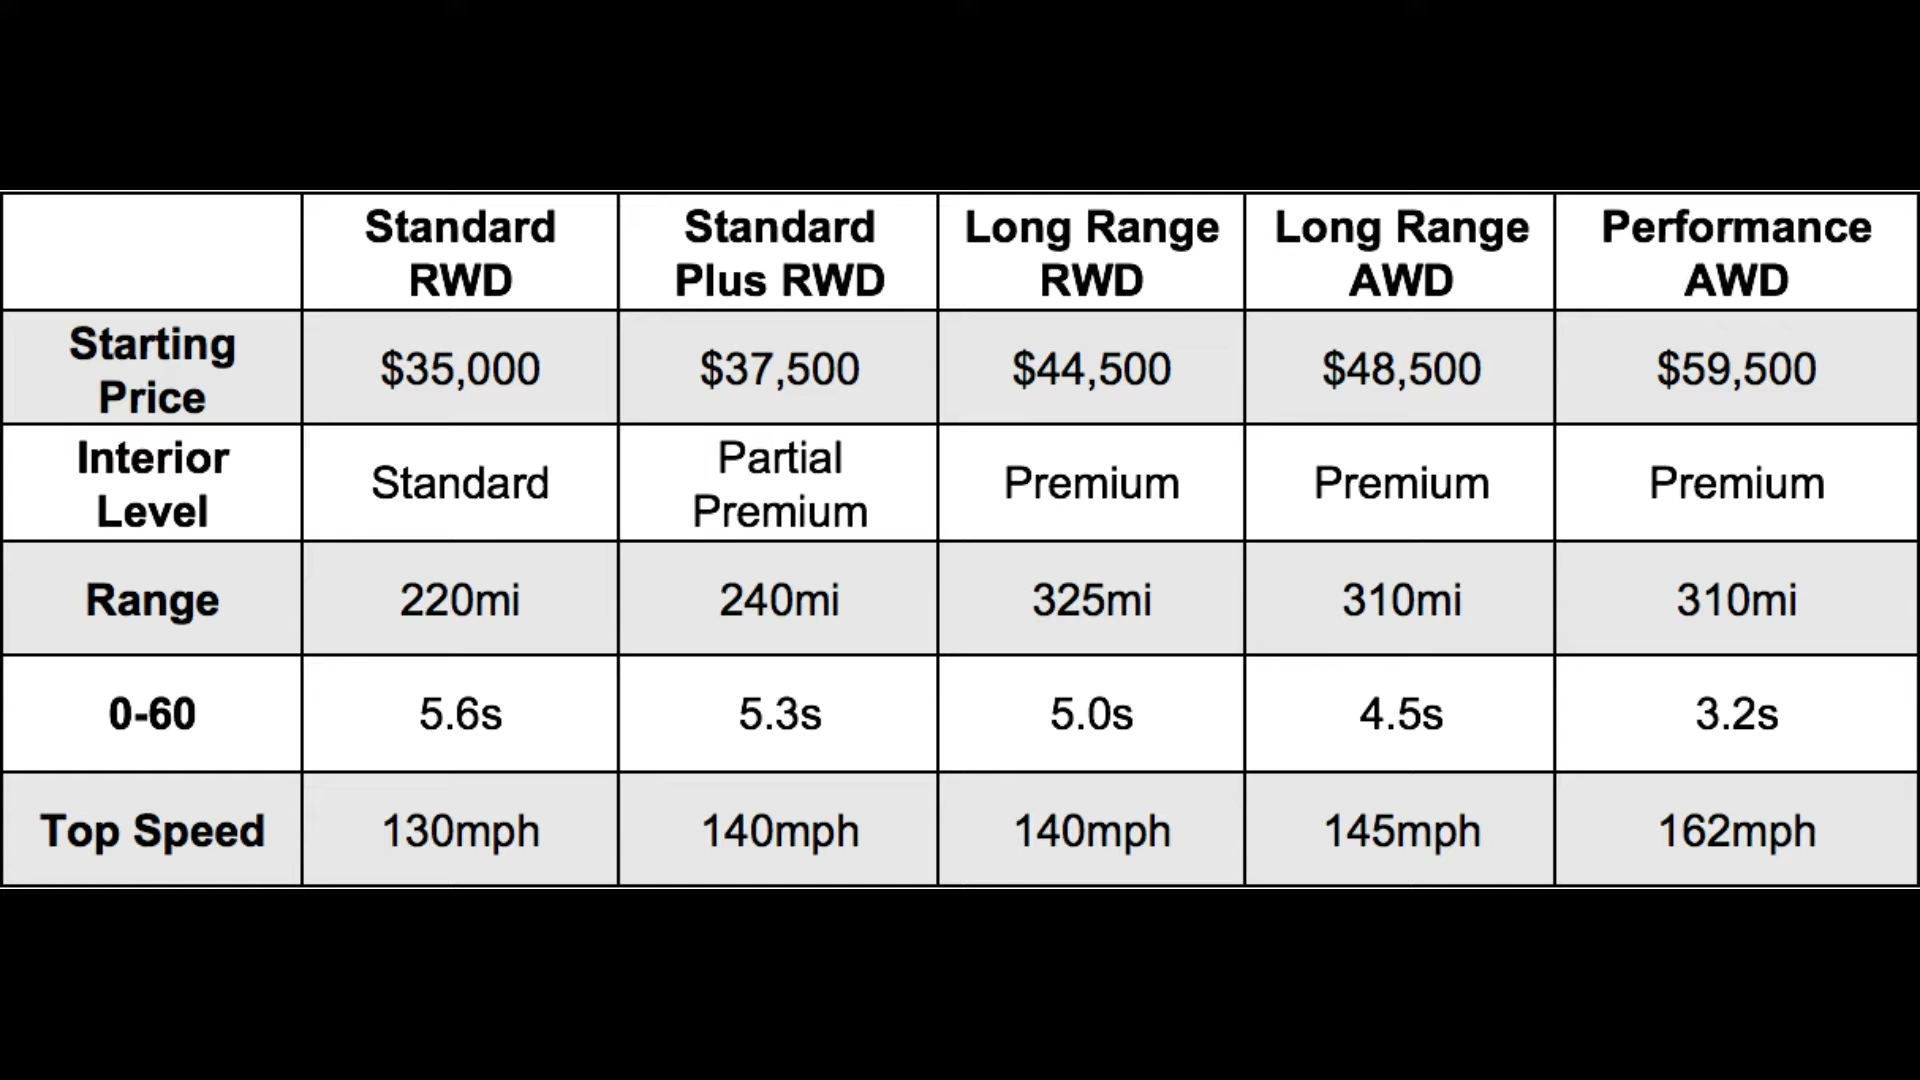 Standard
RWD
Standard
Plus RWD
Long Range
RWD
Long Range
AWD
Performance
AWD
Starting
Price
$35,000
$37,500
$44,500
$48,500
$59,500
Interior
Level
Standard
Partial
Premium
Premium
Premium
Premium
Range
220mi
240mi
325mi
310mi
310mi
0-60
5.6s
5.3s
5.0s
4.5s
3.2s
Top Speed
130mph
140mph
140mph
145mph
162mph